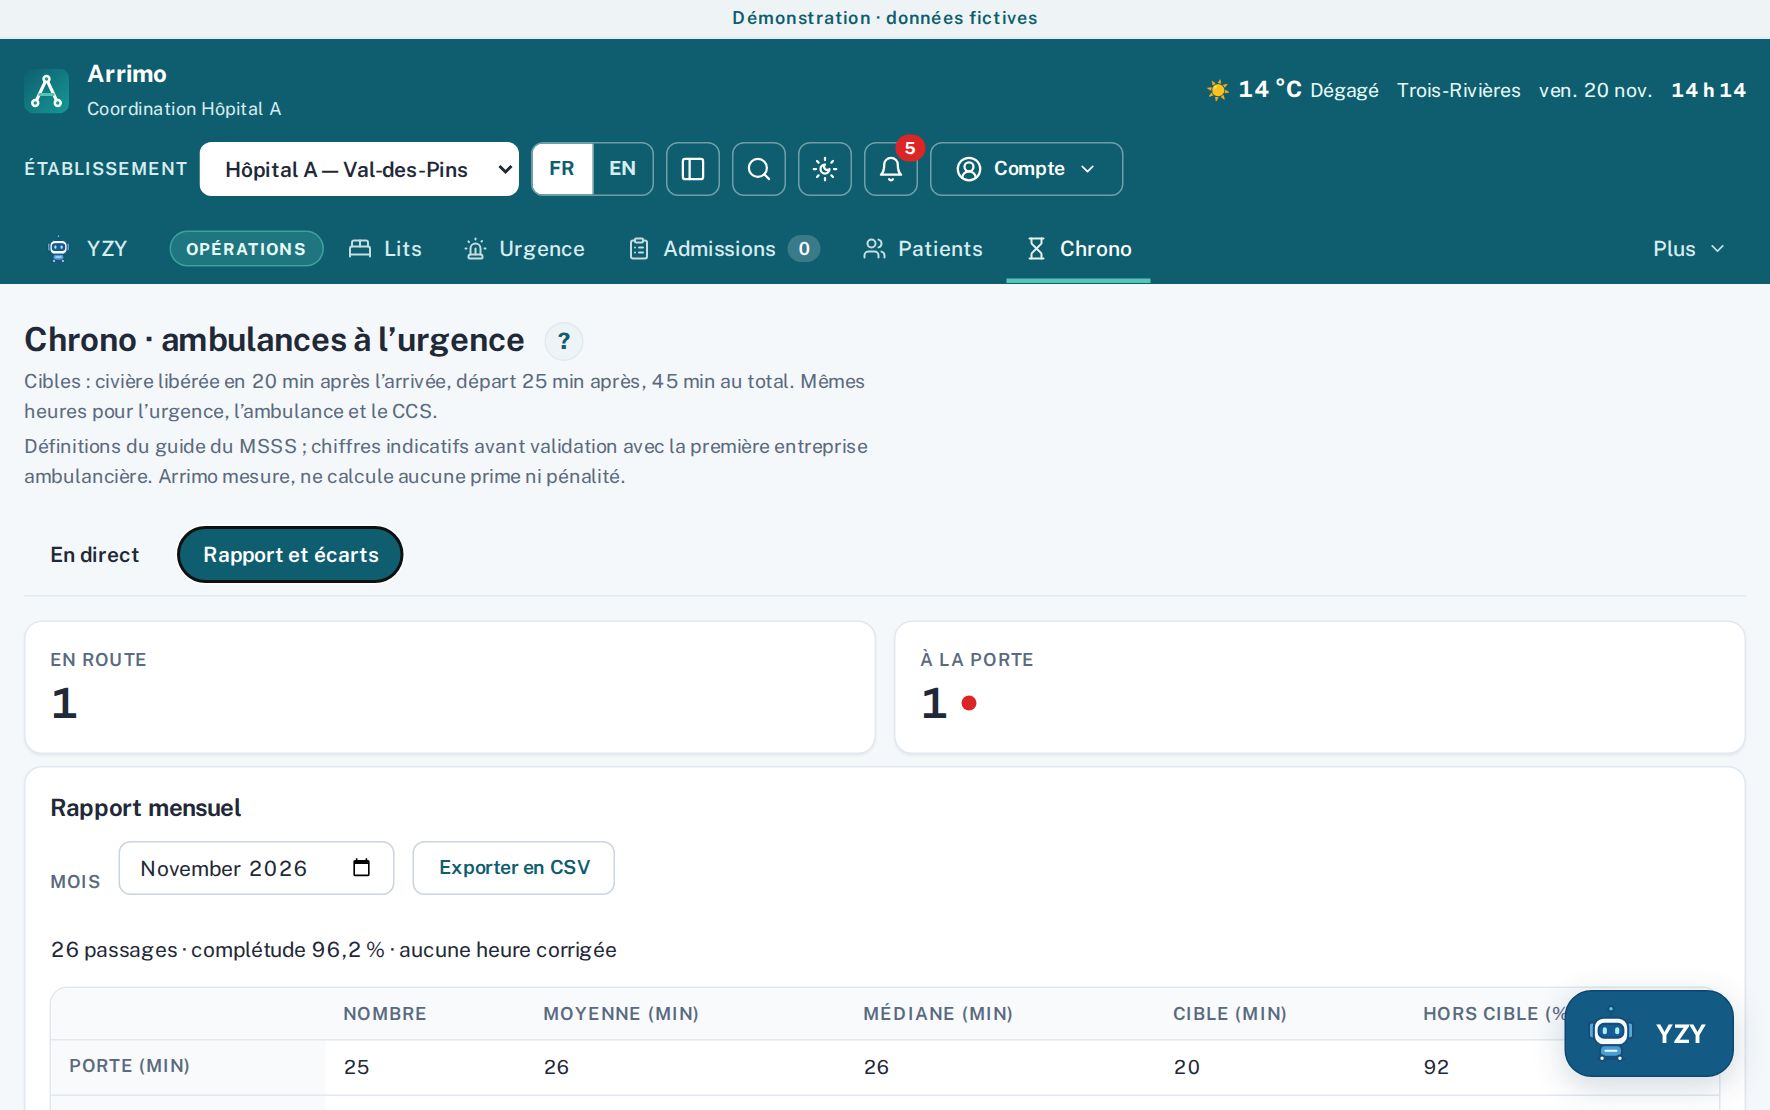 Démonstration · données fictives
Arrimo
Coordination Hôpital A
14 °C Dégagé Trois-Rivières ven. 20 nov. 14 h 14
ÉTABLISSEMENT Hôpital A — Val-des-Pins FR EN 5 Compte
YZY OPÉRATIONS Lits Urgence Admissions 0 Patients Chrono Plus
Chrono · ambulances à l’urgence ?
Cibles : civière libérée en 20 min après l’arrivée, départ 25 min après, 45 min au total. Mêmes
heures pour l’urgence, l’ambulance et le CCS.
Définitions du guide du MSSS ; chiffres indicatifs avant validation avec la première entreprise
ambulancière. Arrimo mesure, ne calcule aucune prime ni pénalité.
En direct Rapport et écarts
EN ROUTE
1
À LA PORTE
1
Rapport mensuel
MOIS November 2026 Exporter en CSV
26 passages · complétude 96,2 % · aucune heure corrigée
NOMBRE MOYENNE (MIN) MÉDIANE (MIN) CIBLE (MIN) HORS CIBLE (%
PORTE (MIN) 25 26 26 20 92
YZY